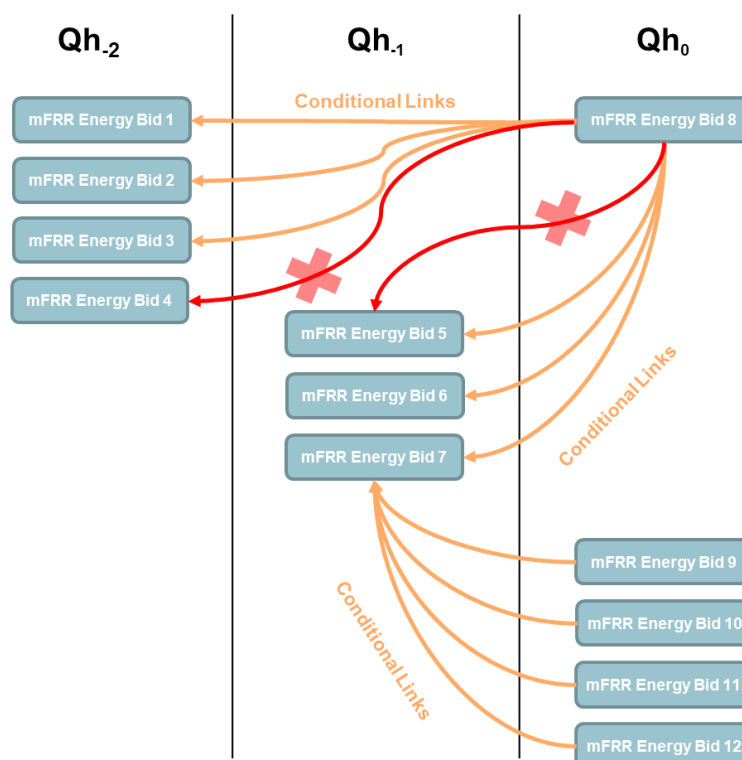 Qh-2
Qh-1
Qh0
Conditional Links
mFRR Energy Bid 1
mFRR Energy Bid 8
mFRR Energy Bid 2
mFRR Energy Bid 3
mFRR Energy Bid 4
mFRR Energy Bid 5
mFRR Energy Bid 6
Conditional Links
mFRR Energy Bid 7
mFRR Energy Bid 9
Conditional Links
mFRR Energy Bid 10
mFRR Energy Bid 11
mFRR Energy Bid 12